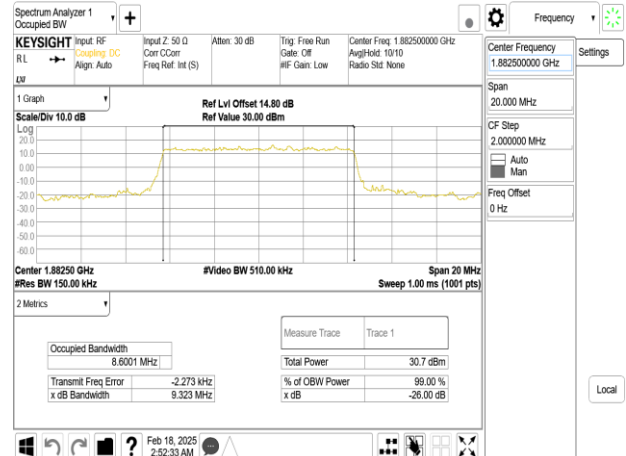 Spectrum Analyzer 1
Occupied BW
+
Frequency
KEYSIGHT
RL
LXI
Input: RF
Coupling: DC
Align: Auto
Input Z: 50 Ω
Corr CCorr
Freq Ref: Int (S)
Atten: 30 dB
Trig: Free Run
Gate: Off
#IF Gain: Low
Center Freq: 1.882500000 GHz
Avg|Hold: 10/10
Radio Std: None
Center Frequency
1.882500000 GHz
Settings
Span
20.000 MHz
CF Step
2.000000 MHz
Auto
Man
Freq Offset
0 Hz
Local
1 Graph
Scale/Div 10.0 dB
Ref Lvl Offset 14.80 dB
Ref Value 30.00 dBm
Log
20.0
10.0
0.00
-10.0
-20.0
-30.0
-40.0
-50.0
-60.0
Center 1.88250 GHz
#Video BW 510.00 kHz
Span 20 MHz
#Res BW 150.00 kHz
Sweep 1.00 ms (1001 pts)
2 Metrics
Measure Trace
Trace 1
Occupied Bandwidth
8.6001 MHz
Total Power
30.7 dBm
Transmit Freq Error
-2.273 kHz
% of OBW Power
99.00 %
x dB Bandwidth
9.323 MHz
x dB
-26.00 dB
?
Feb 18, 2025
2:52:33 AM